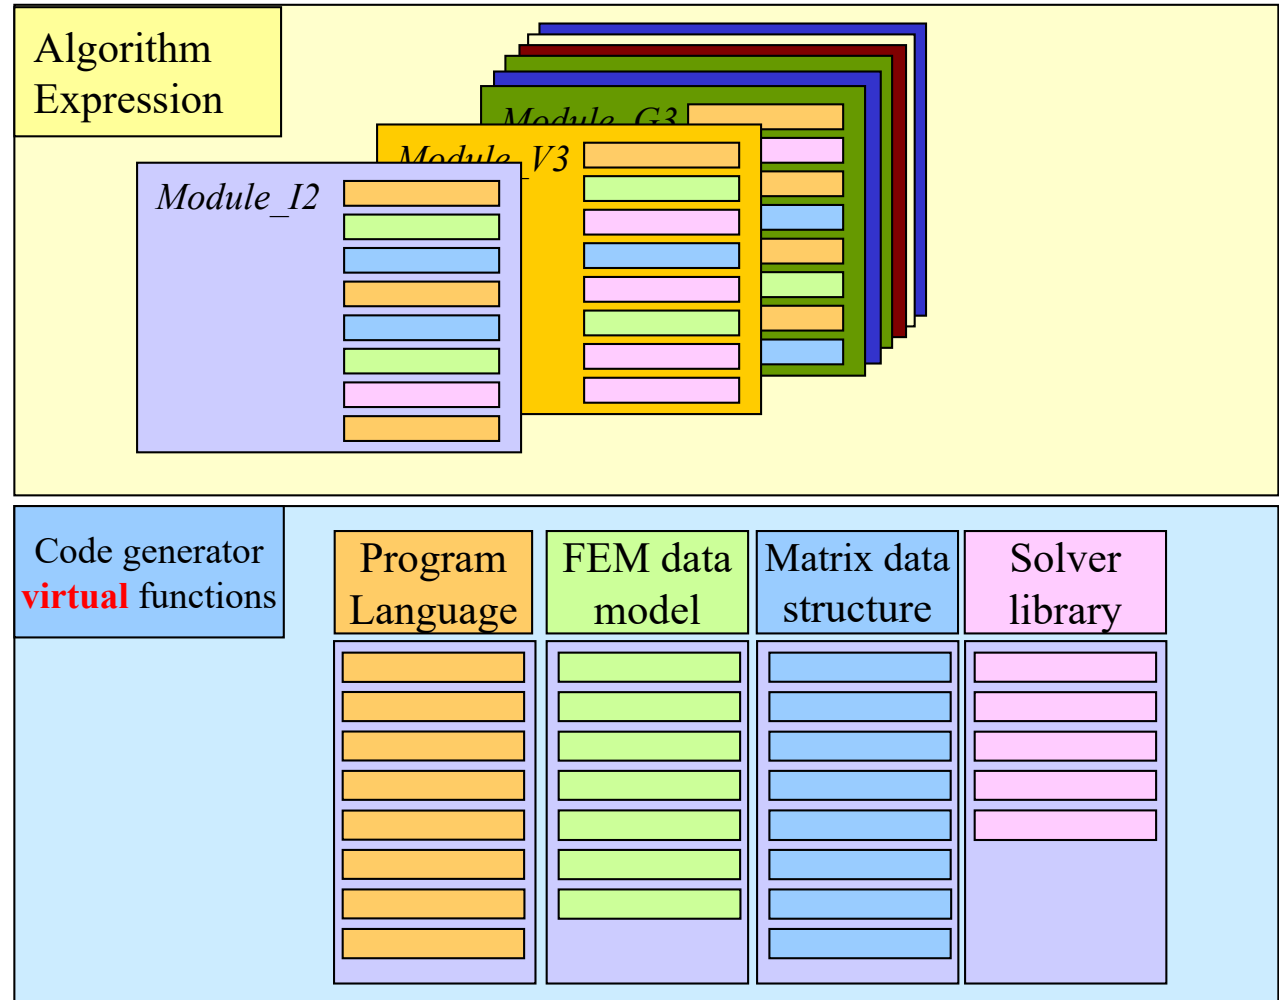 Algorithm
Expression
Module_G3
Module_V3
Module_I2
Code generator
virtual functions
Program
Language
FEM data
model
Matrix data
structure
Solver
library